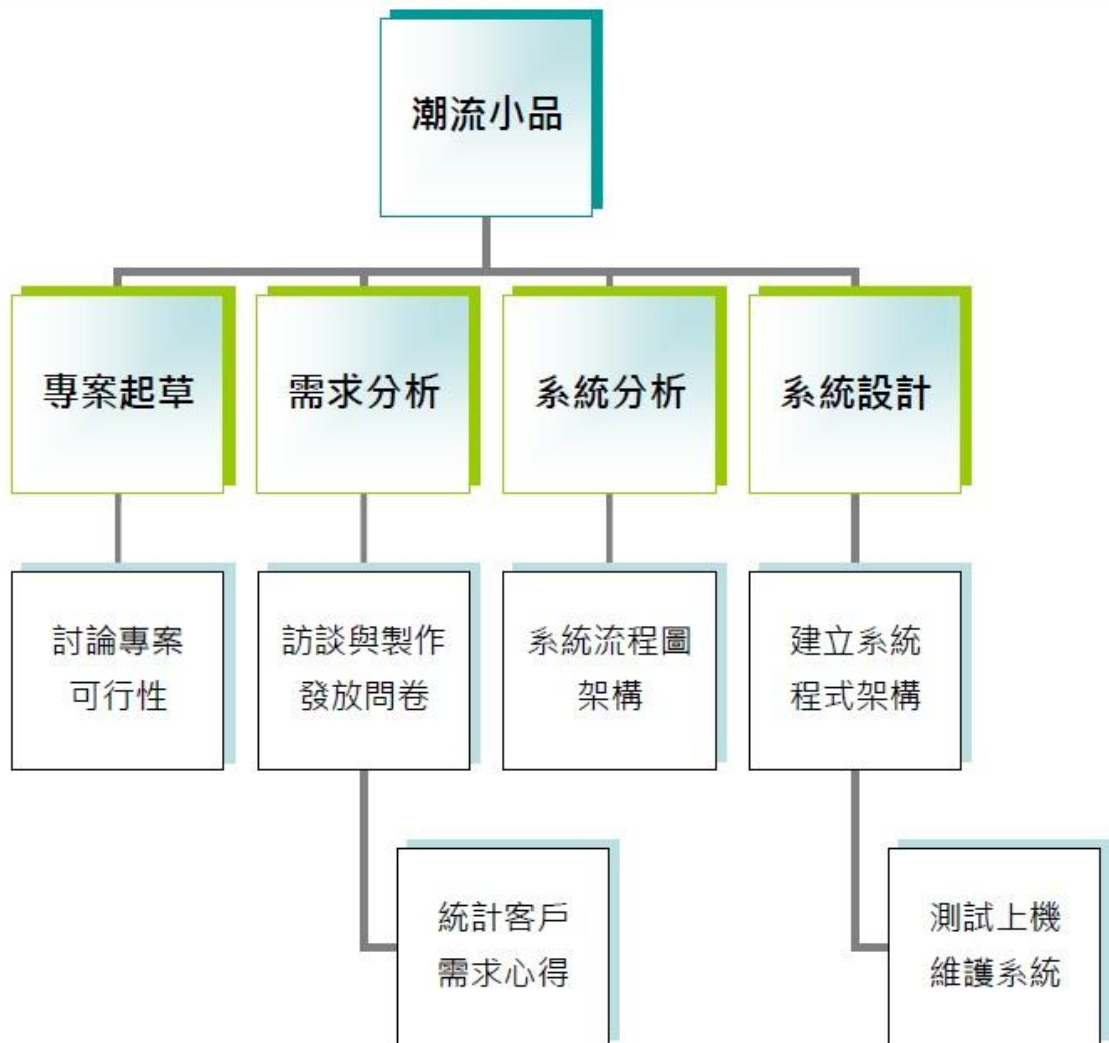 潮流小品
專案起草
需求分析
系統分析
系統設計
討論專案
可行性
訪談與製作
發放問卷
系統流程圖
架構
建立系統
程式架構
統計客戶
需求心得
測試上機
維護系統